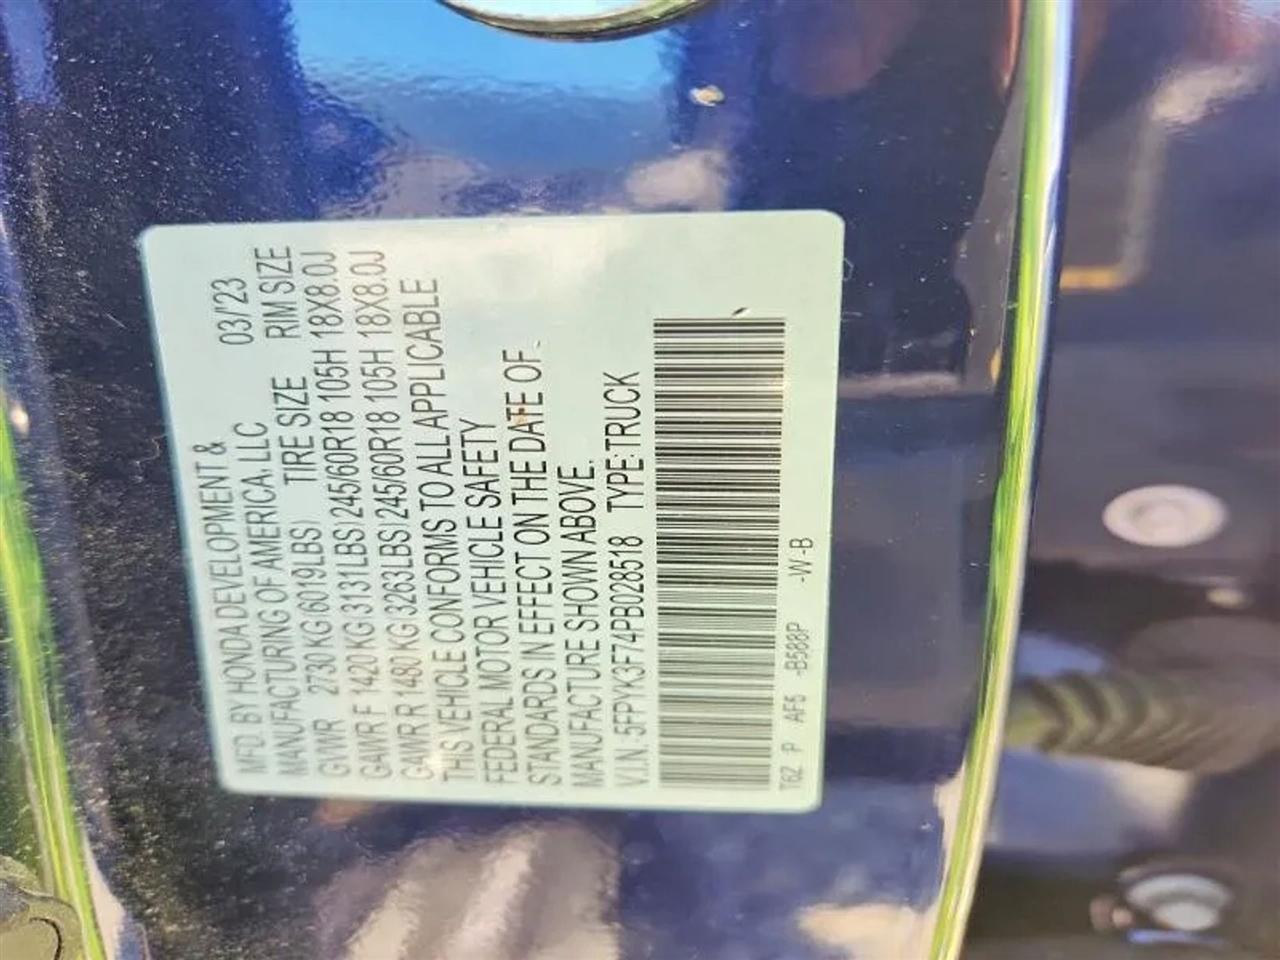 MFD. BY HONDA DEVELOPMENT &
MANUFACTURING OF AMERICA, LLC 03/'23
GVWR 2730 KG 6019LBS TIRE SIZE RIM SIZE
GAWR F 1420 KG 3131LBS 245/60R18 105H 18X8.0J
GAWR R 1480 KG 3263LBS 245/60R18 105H 18X8.0J
THIS VEHICLE CONFORMS TO ALL APPLICABLE
FEDERAL MOTOR VEHICLE SAFETY
STANDARDS IN EFFECT ON THE DATE OF
MANUFACTURE SHOWN ABOVE.
V.I.N. 5FPYK3F74PB028518 TYPE:TRUCK
T6Z P AF5 -B588P -W-B